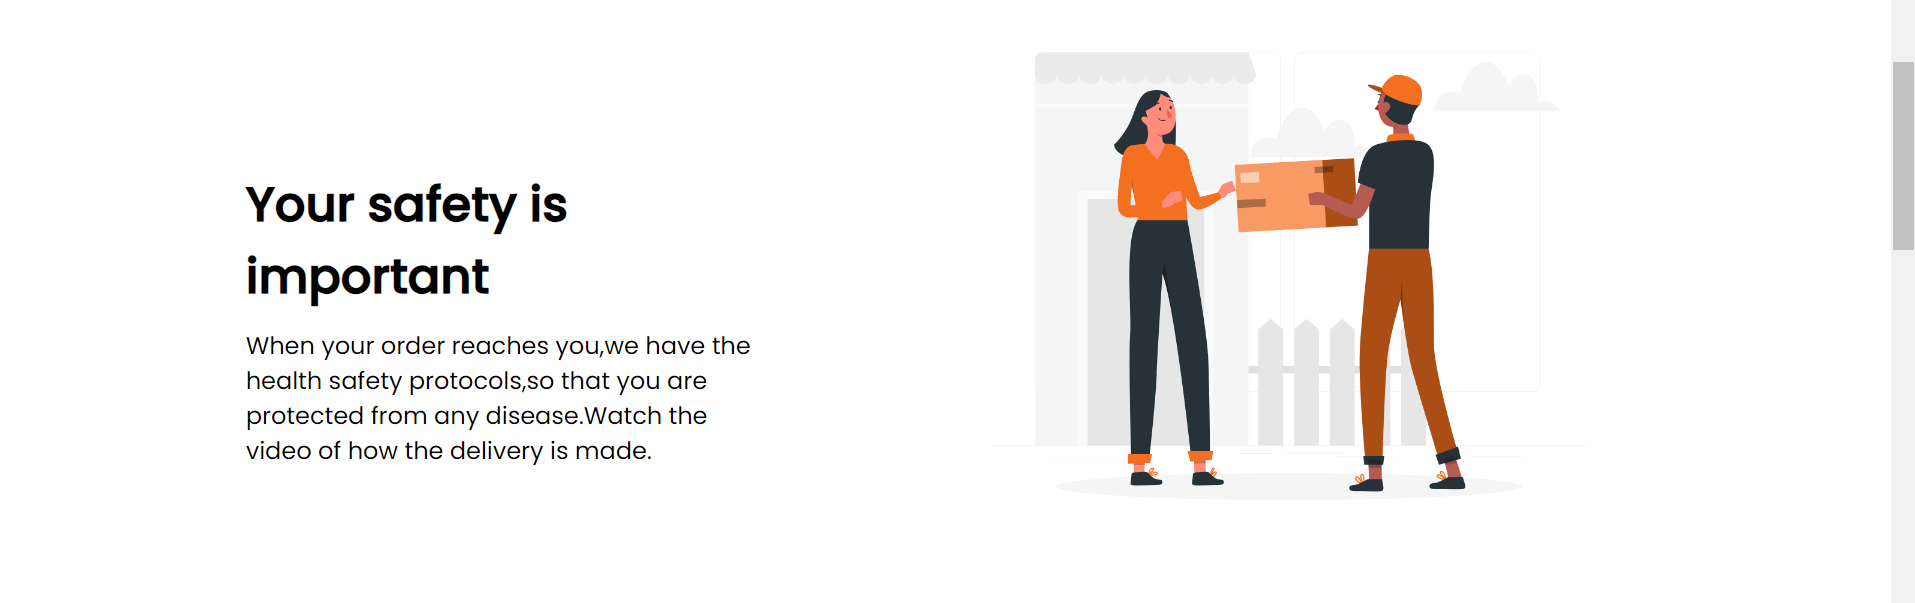 Your safety is
important
When your order reaches you,we have the
health safety protocols,so that you are
protected from any disease.Watch the
video of how the delivery is made.